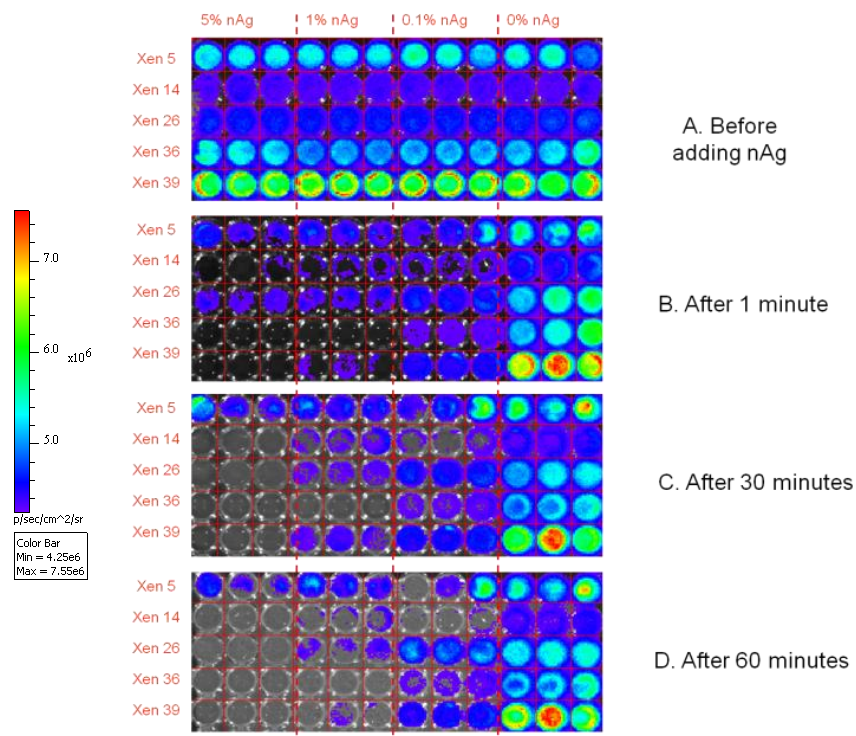 5% nAg 1% nAg 0.1% nAg 0% nAg
Xen 5
Xen 14
Xen 26
Xen 36
Xen 39
A. Before
adding nAg
Xen 5
Xen 14
Xen 26
Xen 36
Xen 39
B. After 1 minute
7.0
6.0
x10^6
5.0
p/sec/cm^2/sr
Color Bar
Min = 4.25e6
Max = 7.55e6
Xen 5
Xen 14
Xen 26
Xen 36
Xen 39
C. After 30 minutes
Xen 5
Xen 14
Xen 26
Xen 36
Xen 39
D. After 60 minutes